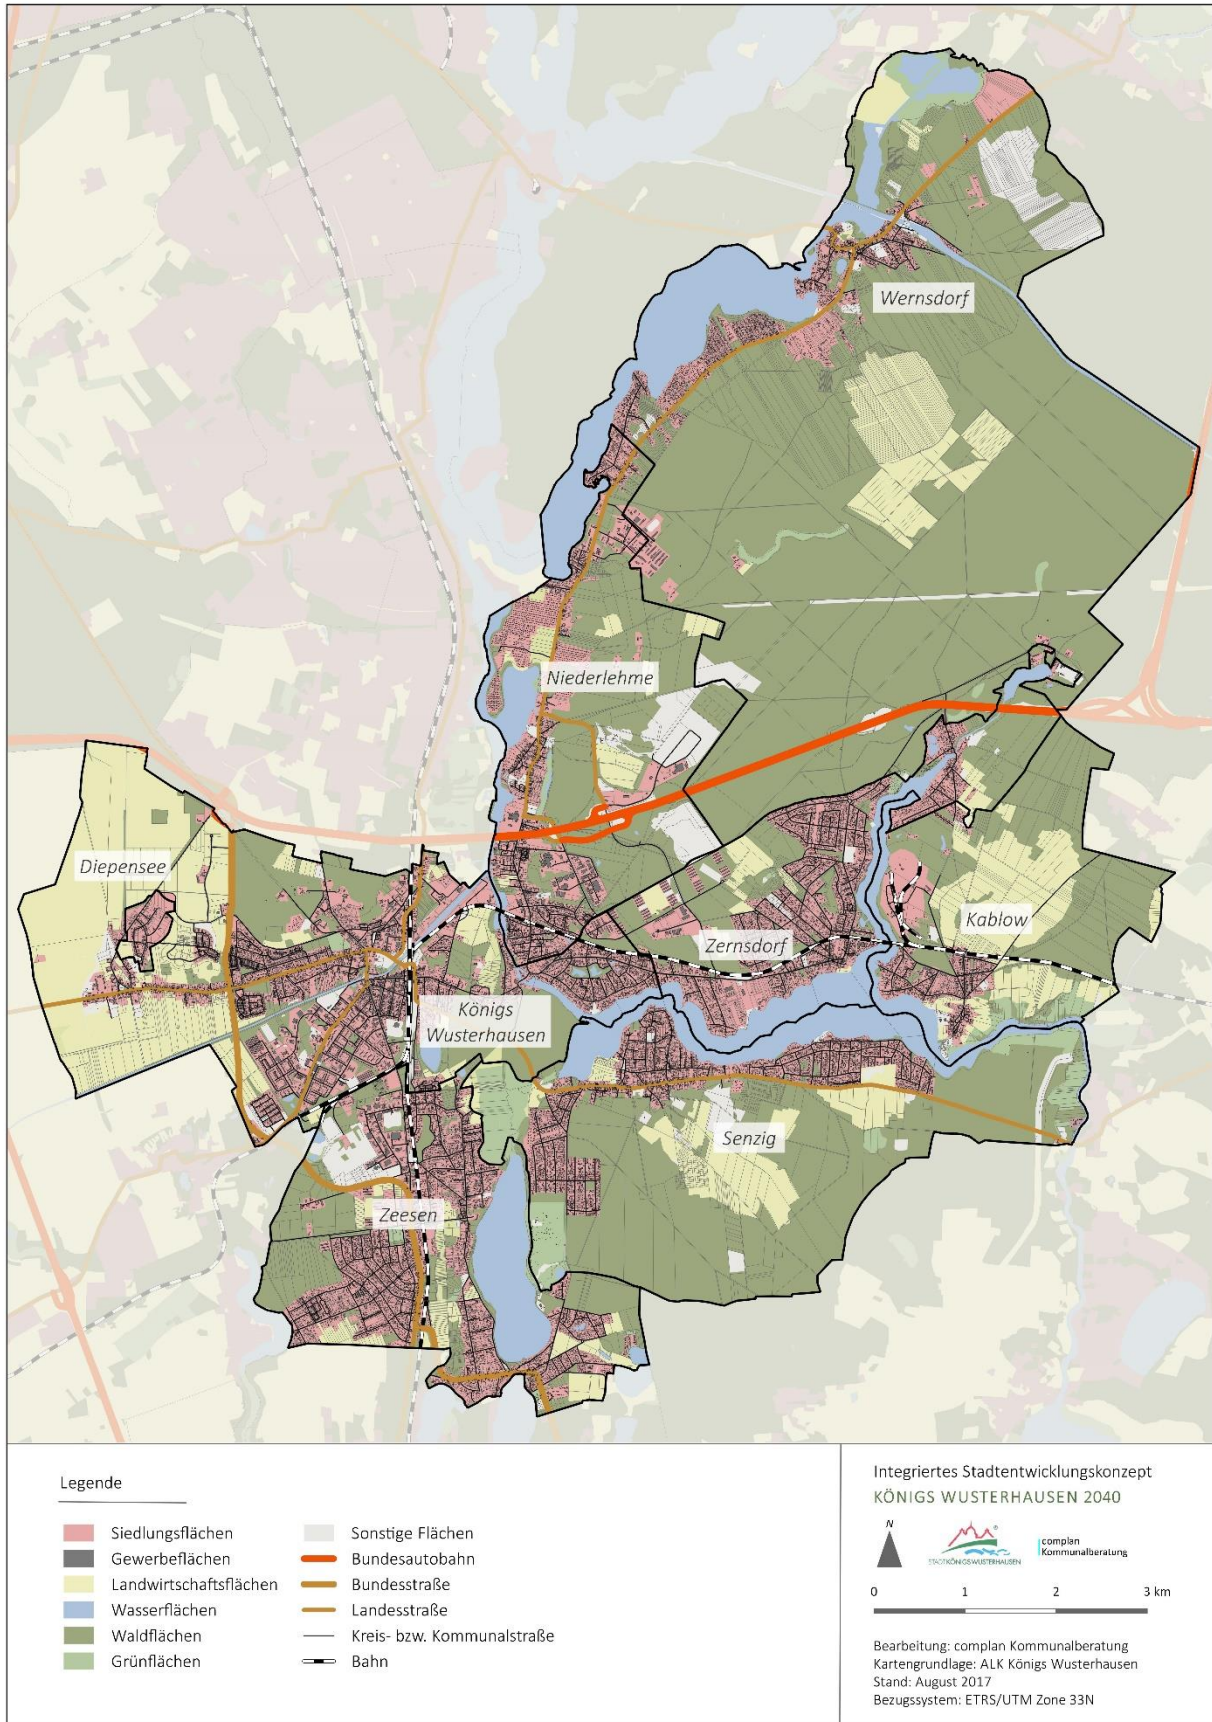 Wernsdorf
Niederlehme
Diepensee
Zernsdorf
Kablow
Königs
Wusterhausen
Senzig
Zeesen
Legende
Siedlungsflächen
Gewerbeflächen
Landwirtschaftsflächen
Wasserflächen
Waldflächen
Grünflächen
Sonstige Flächen
Bundesautobahn
Bundesstraße
Landesstraße
Kreis- bzw. Kommunalstraße
Bahn
Integriertes Stadtentwicklungskonzept
KÖNIGS WUSTERHAUSEN 2040
N
STADTKÖNIGSWUSTERHAUSEN
complan
Kommunalberatung
0 1 2 3 km
Bearbeitung: complan Kommunalberatung
Kartengrundlage: ALK Königs Wusterhausen
Stand: August 2017
Bezugssystem: ETRS/UTM Zone 33N